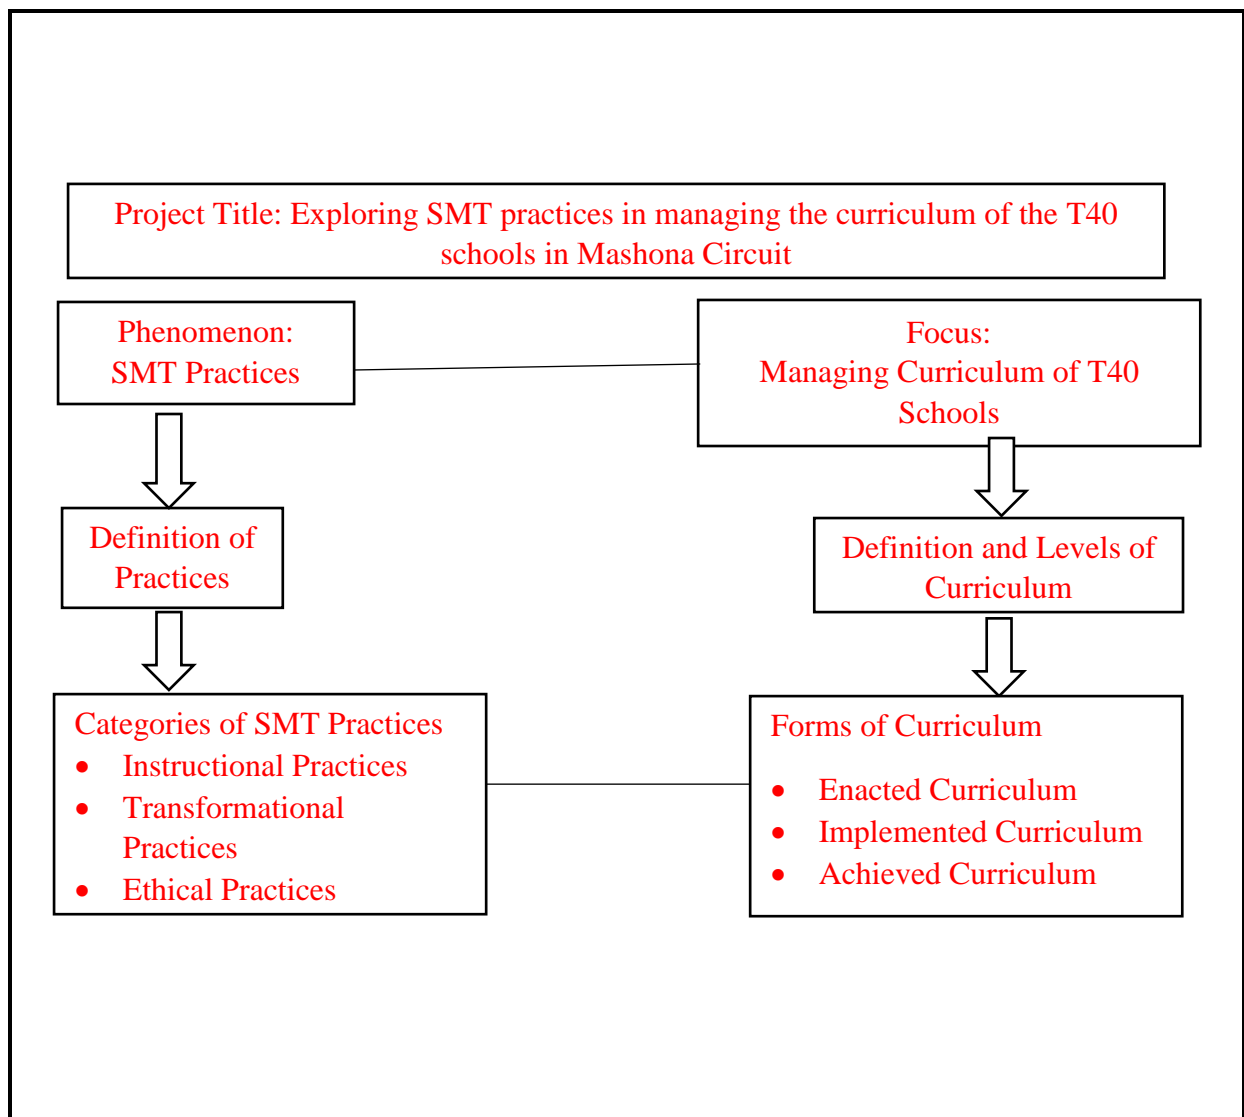 Project Title: Exploring SMT practices in managing the curriculum of the T40
schools in Mashona Circuit
Phenomenon:
SMT Practices
Focus:
Managing Curriculum of T40
Schools
Definition of
Practices
Definition and Levels of
Curriculum
Categories of SMT Practices
• Instructional Practices
• Transformational
Practices
• Ethical Practices
Forms of Curriculum
• Enacted Curriculum
• Implemented Curriculum
• Achieved Curriculum